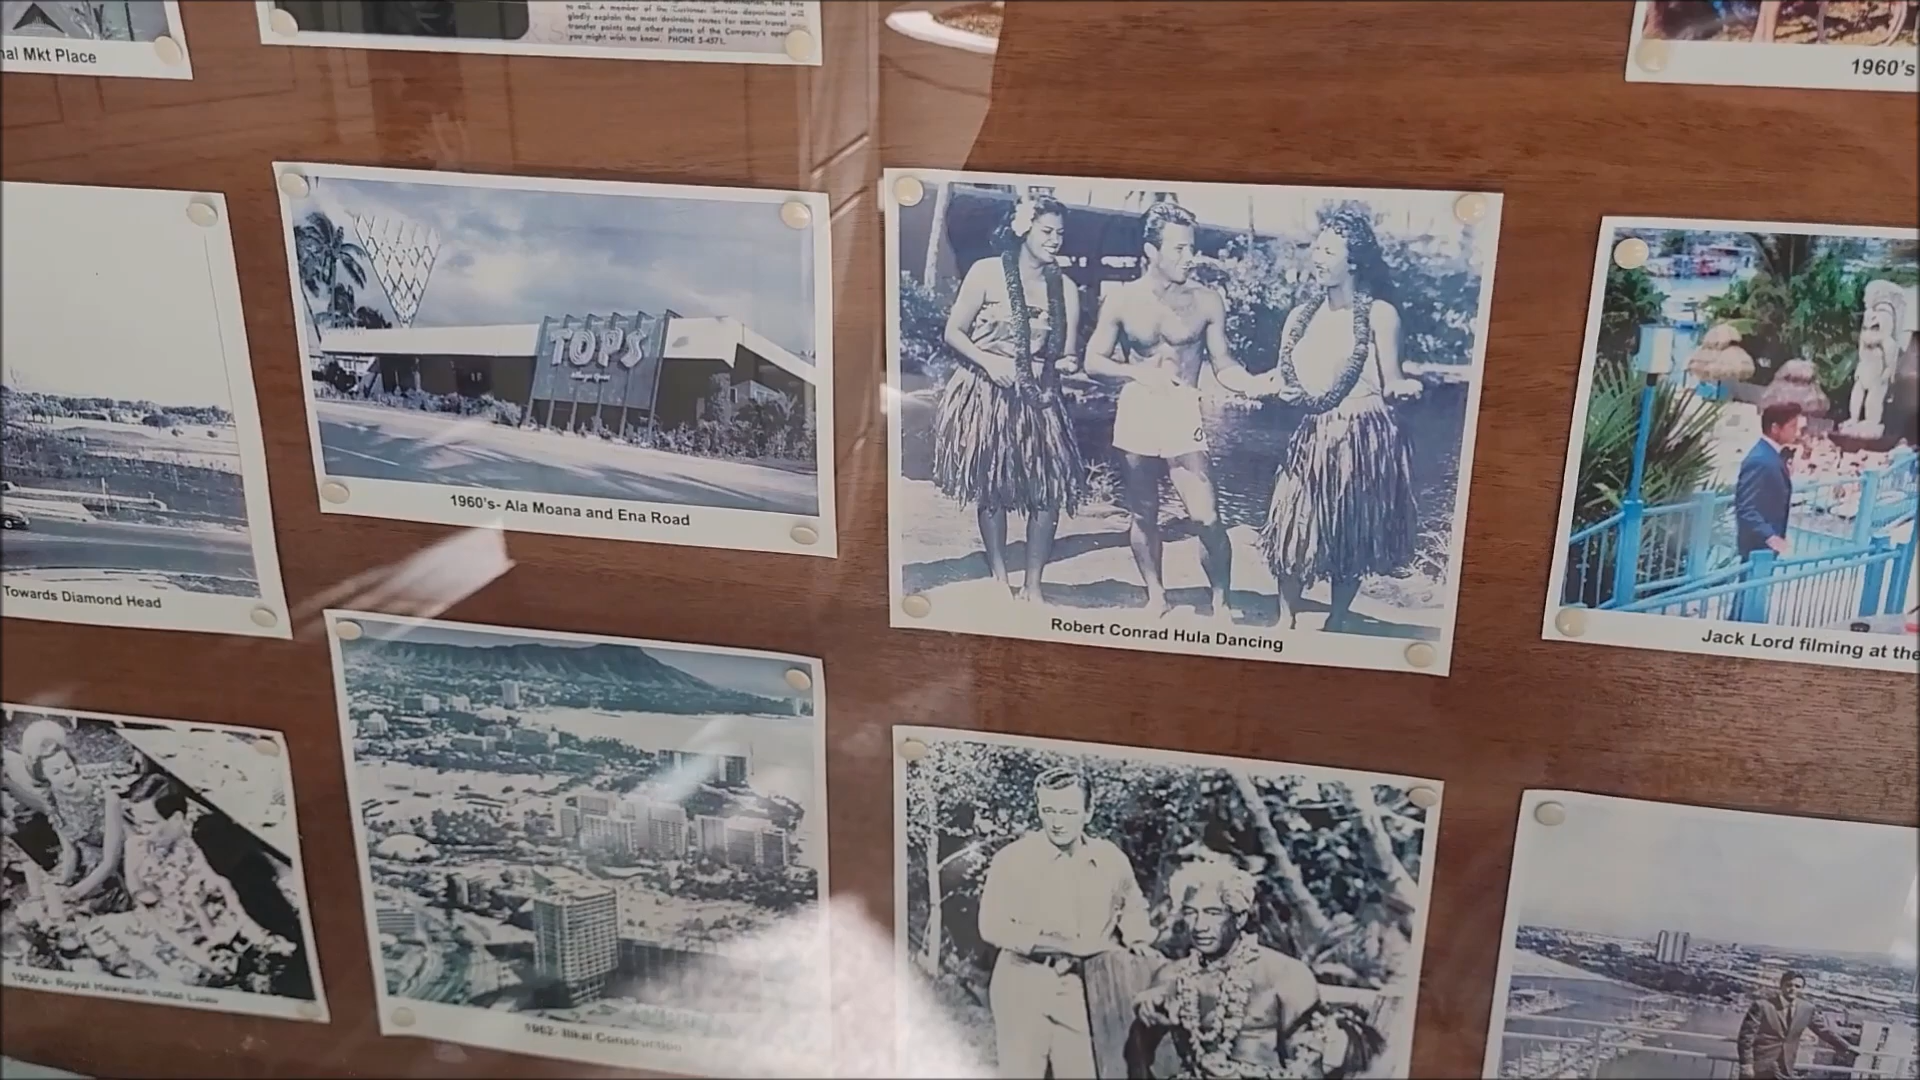 to call. A member of the Customer Service department will
gladly explain the most desirable routes for scenic travel
transfer points and other phases of the Company's
you might wish to know. PHONE 5-4571.
nal Mkt Place
1960's
TOPS
1960's- Ala Moana and Ena Road
Towards Diamond Head
Robert Conrad Hula Dancing
Jack Lord filming at the
1950's- Royal Hawaiian Hotel Luau
1962- Ilikai Construction